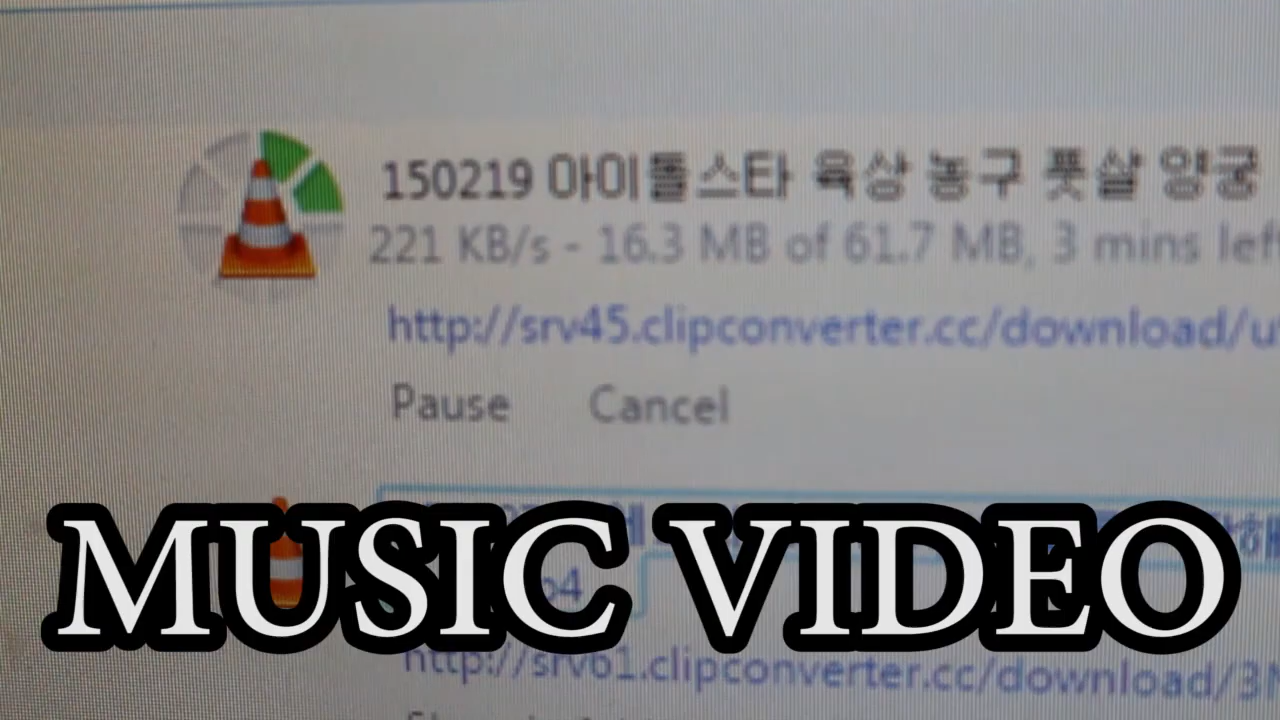 150219 아이돌스타 육상 농구 풋살 양궁
221 KB/s - 16.3 MB of 61.7 MB, 3 mins left
http://srv45.clipconverter.cc/download/u
Pause Cancel
MUSIC VIDEO
http://srv61.clipconverter.cc/download/3